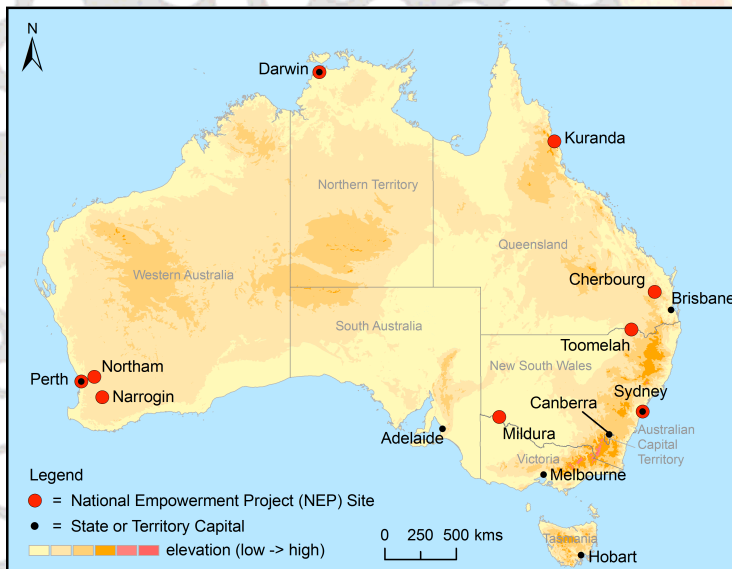 N
Darwin
Kuranda
Northern Territory
Queensland
Western Australia
Cherbourg
Brisbane
South Australia
Toomelah
New South Wales
Northam
Perth
Narrogin
Sydney
Canberra
Adelaide
Mildura
Australian
Capital
Territory
Victoria
Melbourne
Legend
= National Empowerment Project (NEP) Site
= State or Territory Capital
elevation (low -> high)
0 250 500 kms
Tasmania
Hobart